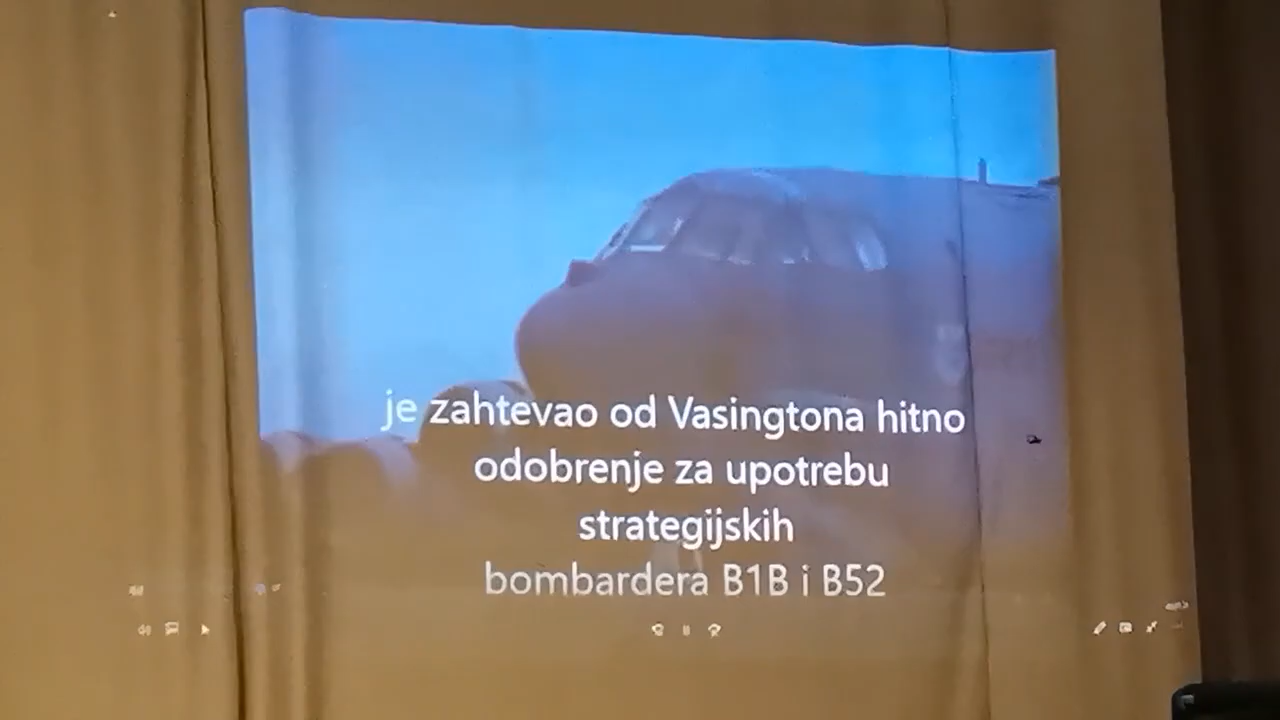 je zahtevao od Vasingtona hitno
odobrenje za upotrebu
strategijskih
bombardera B1B i B52